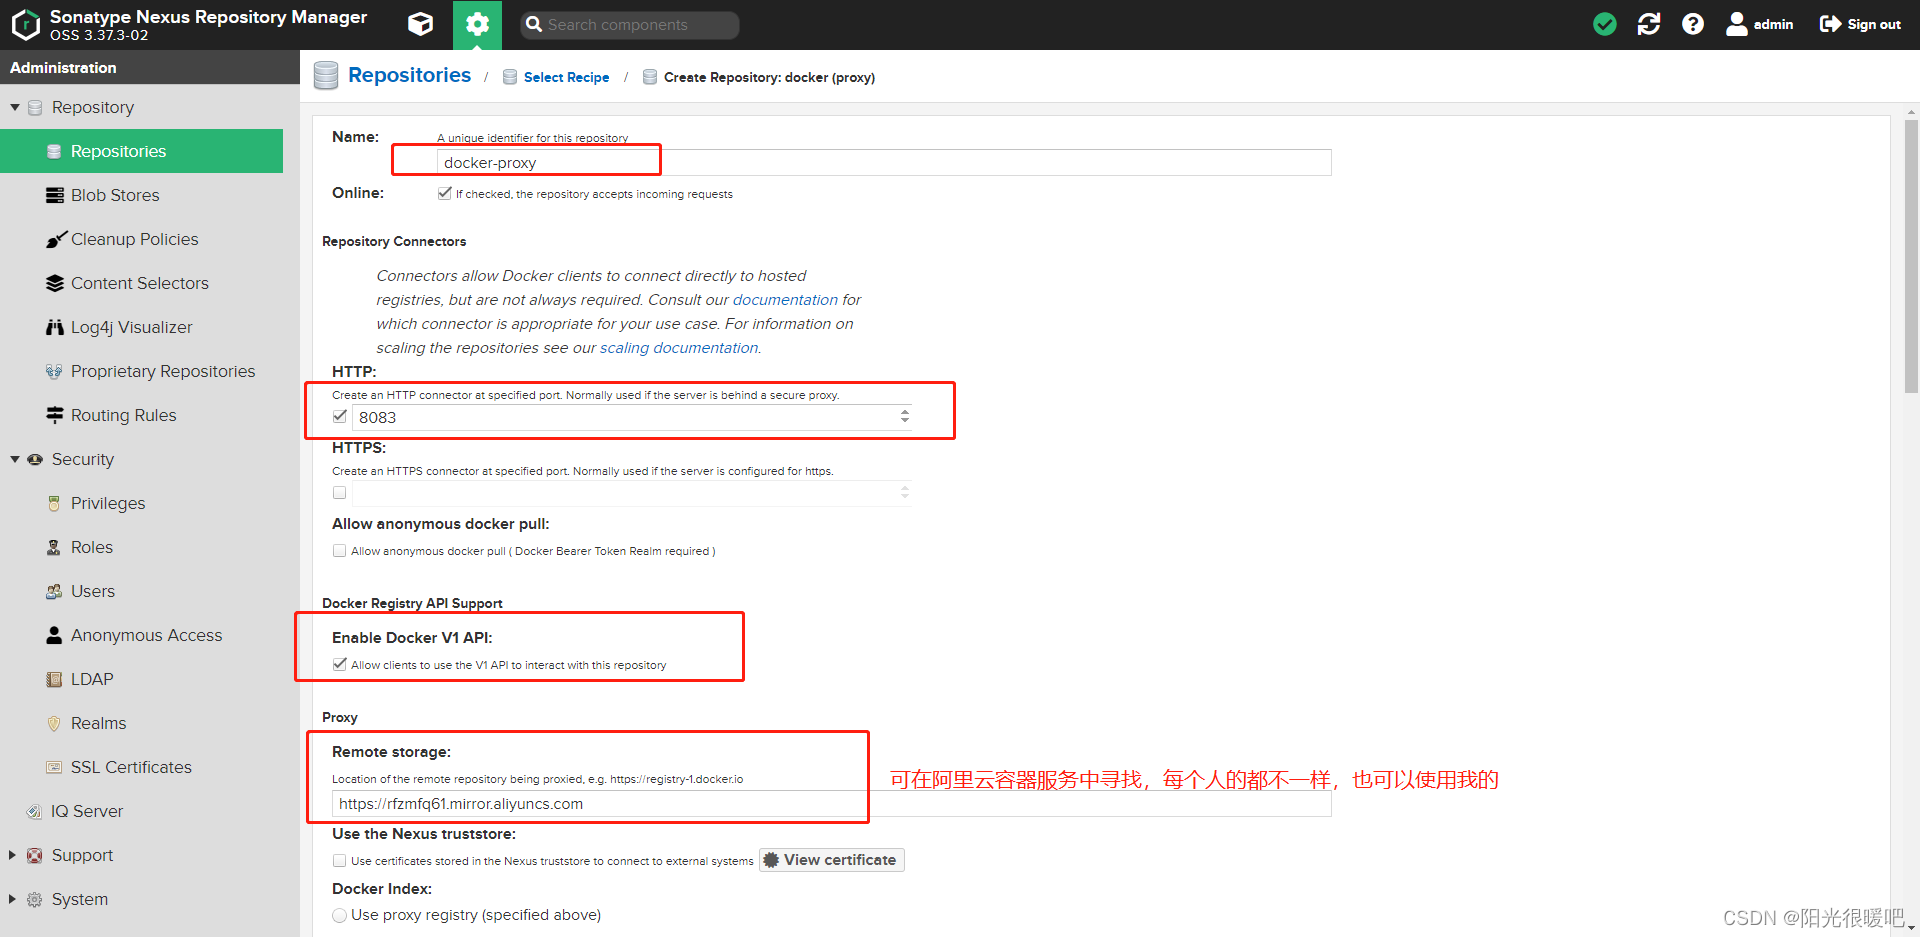 Sonatype Nexus Repository Manager
OSS 3.37.3-02
Search components
admin
Sign out
Administration
Repository
Repositories
Blob Stores
Cleanup Policies
Content Selectors
Log4j Visualizer
Proprietary Repositories
Routing Rules
Security
Privileges
Roles
Users
Anonymous Access
LDAP
Realms
SSL Certificates
IQ Server
Support
System
Repositories / Select Recipe / Create Repository: docker (proxy)
Name:
A unique identifier for this repository
docker-proxy
Online:
If checked, the repository accepts incoming requests
Repository Connectors
Connectors allow Docker clients to connect directly to hosted
registries, but are not always required. Consult our documentation for
which connector is appropriate for your use case. For information on
scaling the repositories see our scaling documentation.
HTTP:
Create an HTTP connector at specified port. Normally used if the server is behind a secure proxy.
8083
HTTPS:
Create an HTTPS connector at specified port. Normally used if the server is configured for https.
Allow anonymous docker pull:
Allow anonymous docker pull ( Docker Bearer Token Realm required )
Docker Registry API Support
Enable Docker V1 API:
Allow clients to use the V1 API to interact with this repository
Proxy
Remote storage:
Location of the remote repository being proxied, e.g. https://registry-1.docker.io
https://rfzmfq61.mirror.aliyuncs.com
可在阿里云容器服务中寻找，每个人的都不一样，也可以使用我的
Use the Nexus truststore:
Use certificates stored in the Nexus truststore to connect to external systems
View certificate
Docker Index:
Use proxy registry (specified above)
CSDN @阳光很暖吧